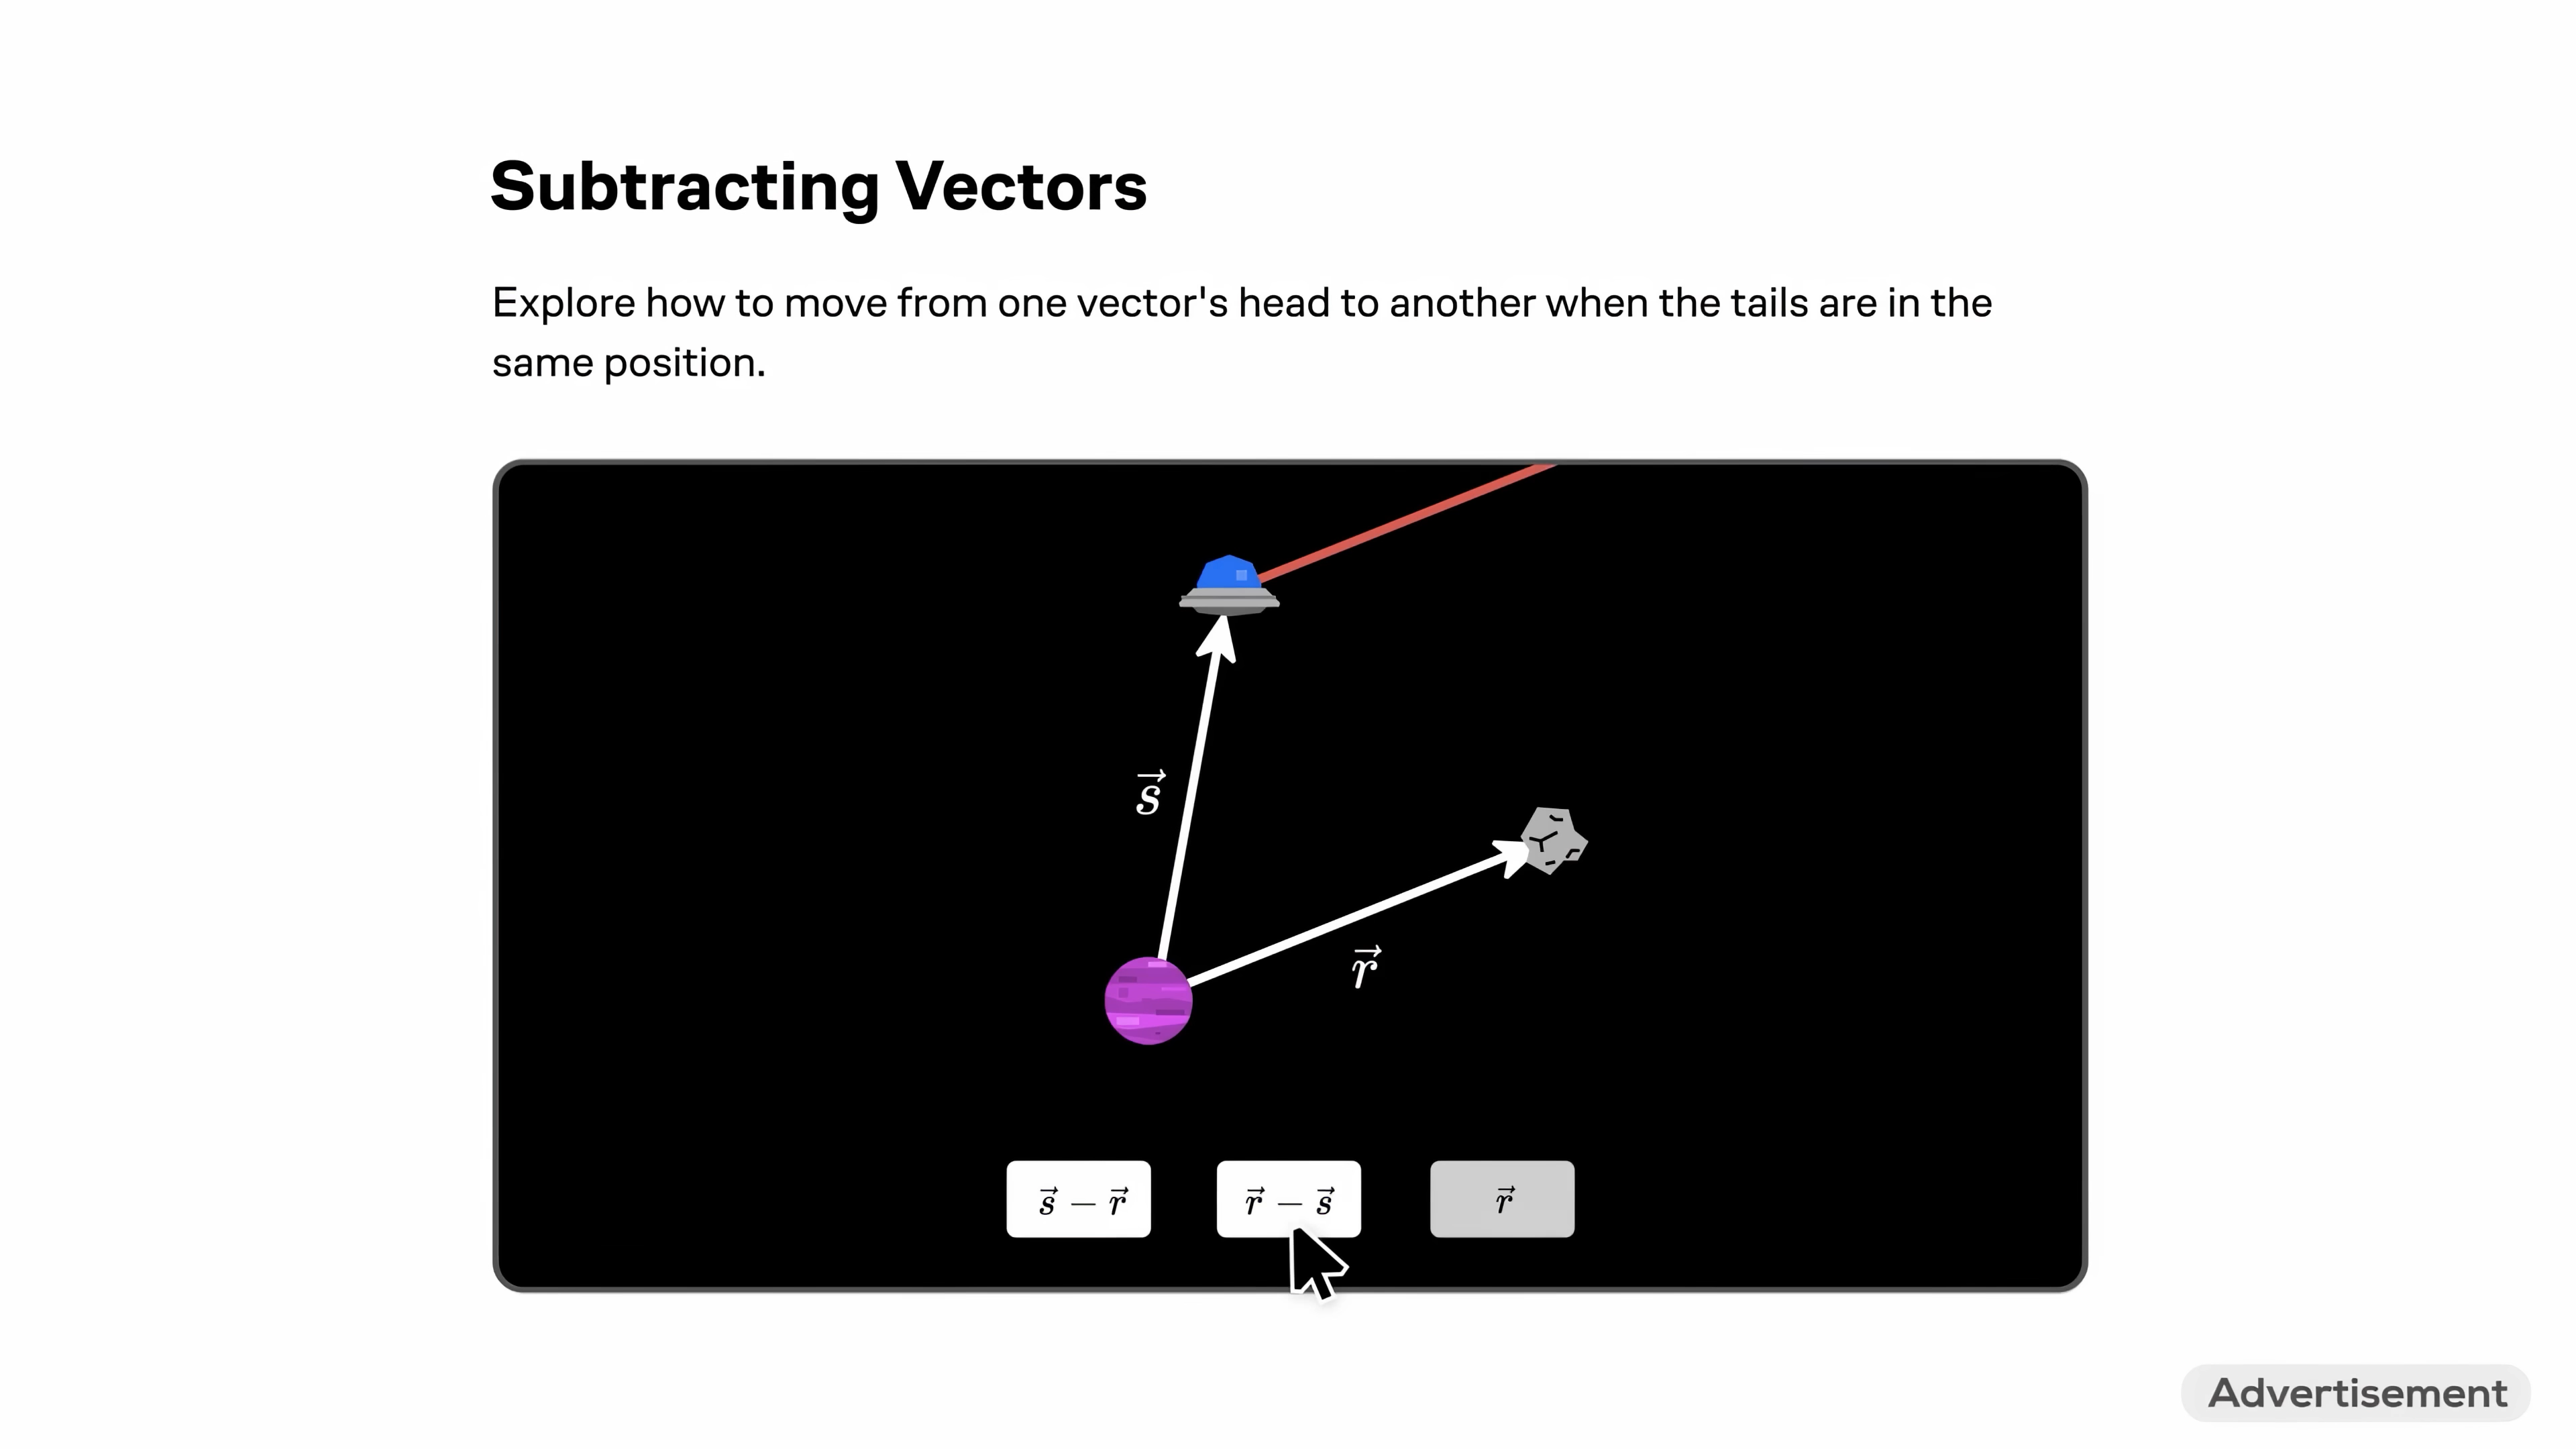 Subtracting Vectors
Explore how to move from one vector's head to another when the tails are in the
same position.
s⃗
r⃗
s⃗ − r⃗
r⃗ − s⃗
r⃗
Advertisement